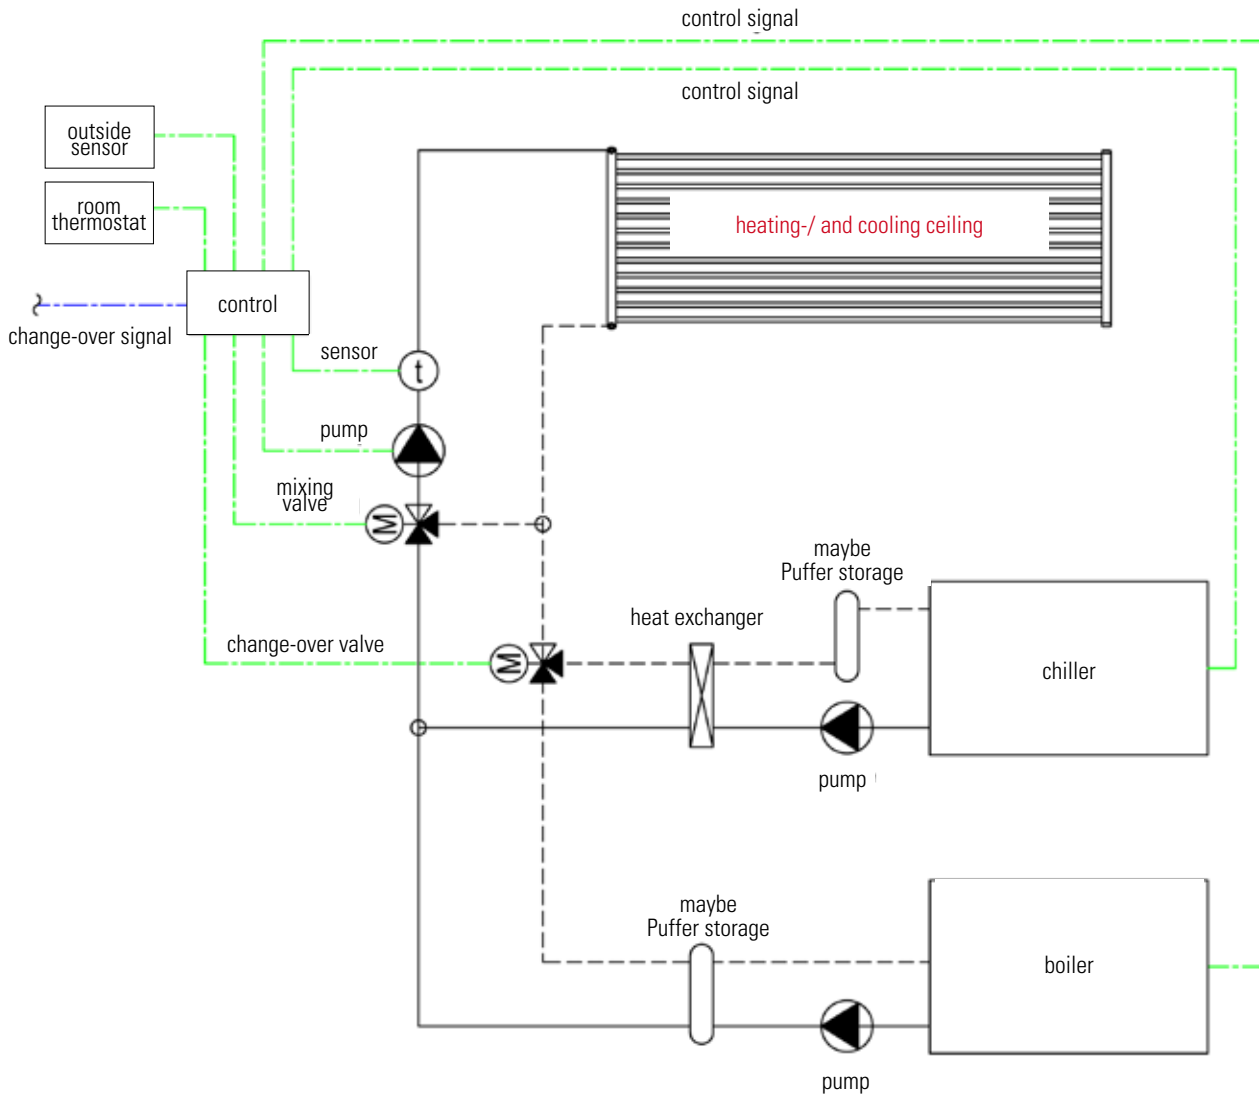 control signal
control signal
outside
sensor
room
thermostat
heating-/ and cooling ceiling
control
change-over signal
sensor
t
pump
mixing
valve
M
maybe
Puffer storage
heat exchanger
change-over valve
M
chiller
pump
maybe
Puffer storage
boiler
pump